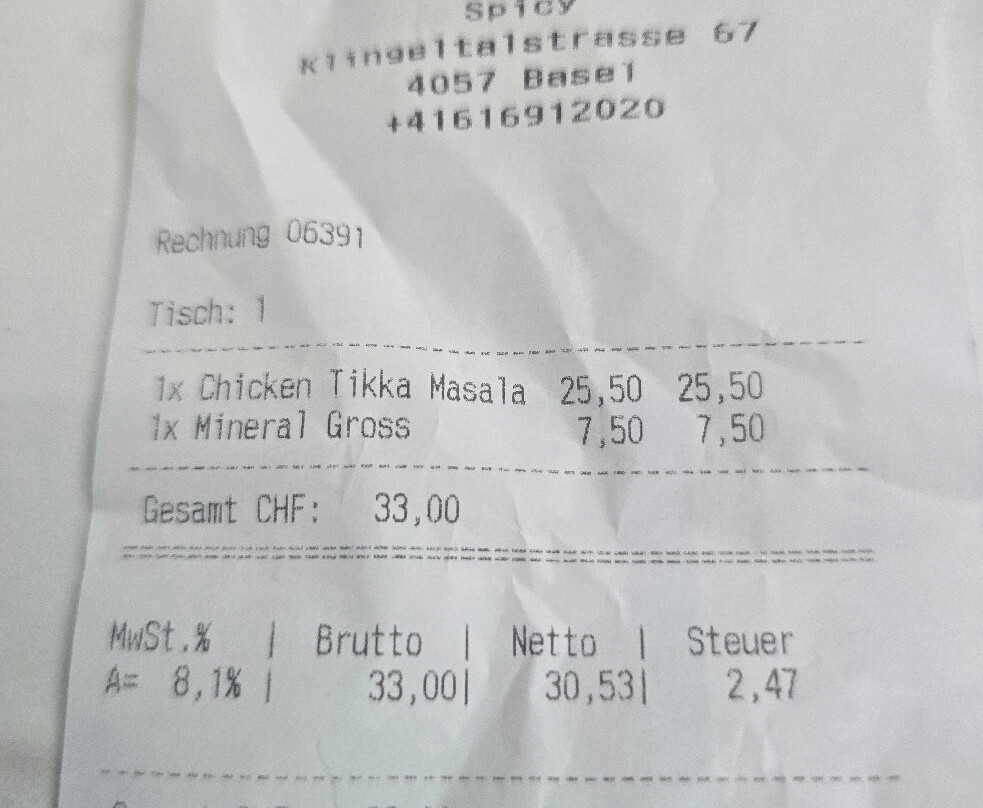 Spicy
Klingeltalstrasse 67
4057 Basel
+41616912020
Rechnung 06391
Tisch: 1
1x Chicken Tikka Masala 25,50 25,50
1x Mineral Gross 7,50 7,50
Gesamt CHF: 33,00
MwSt.% | Brutto | Netto | Steuer
A= 8,1% | 33,00| 30,53| 2,47